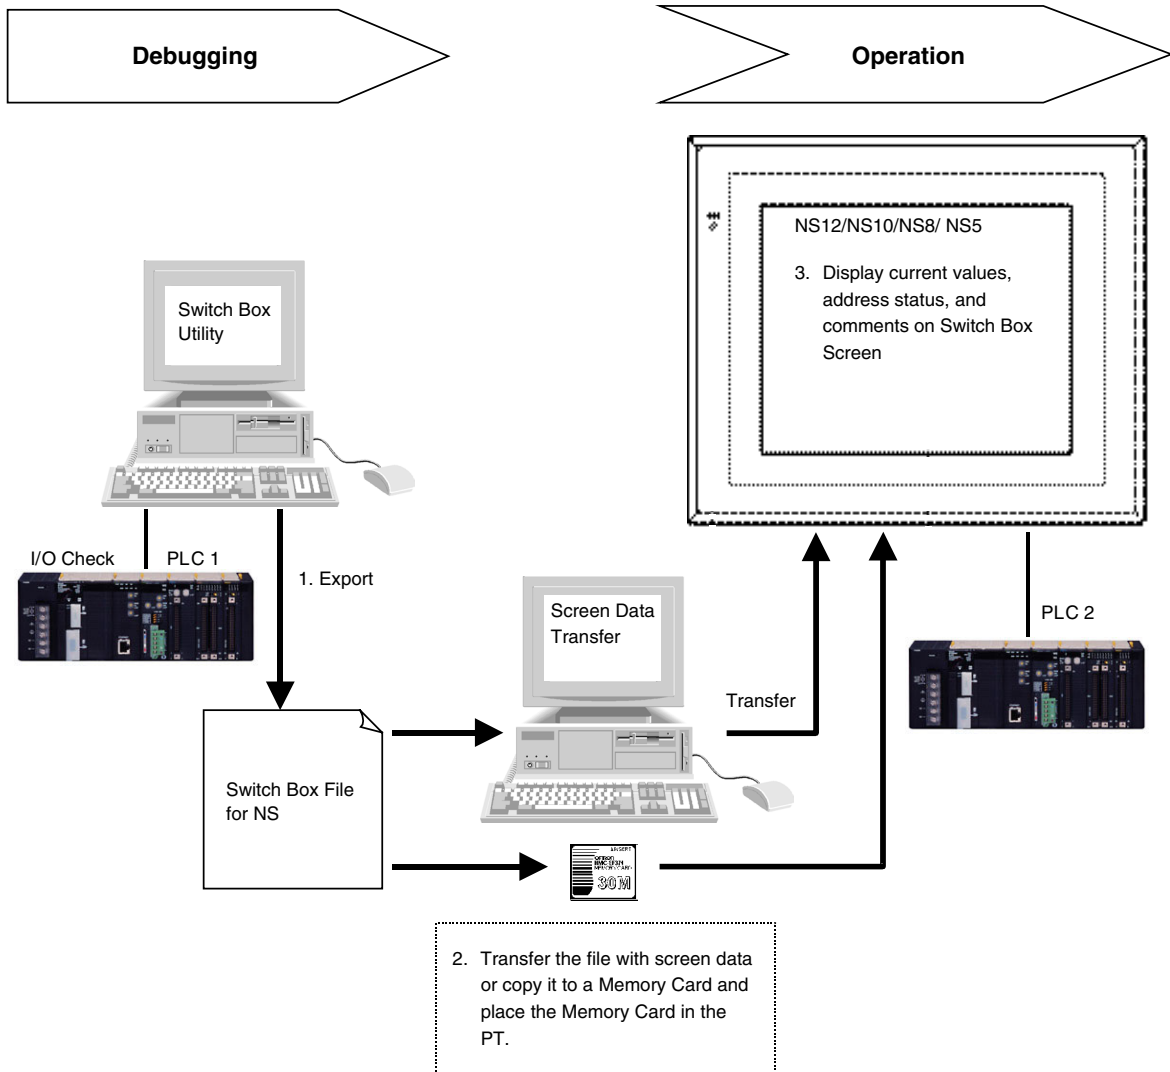 Debugging
Operation
NS12/NS10/NS8/ NS5
3. Display current values,
address status, and
comments on Switch Box
Screen
Switch Box
Utility
I/O Check
PLC 1
1. Export
Screen Data
Transfer
PLC 2
Transfer
Switch Box File
for NS
OMRON
MEMORY CARD
30M
2. Transfer the file with screen data
or copy it to a Memory Card and
place the Memory Card in the
PT.